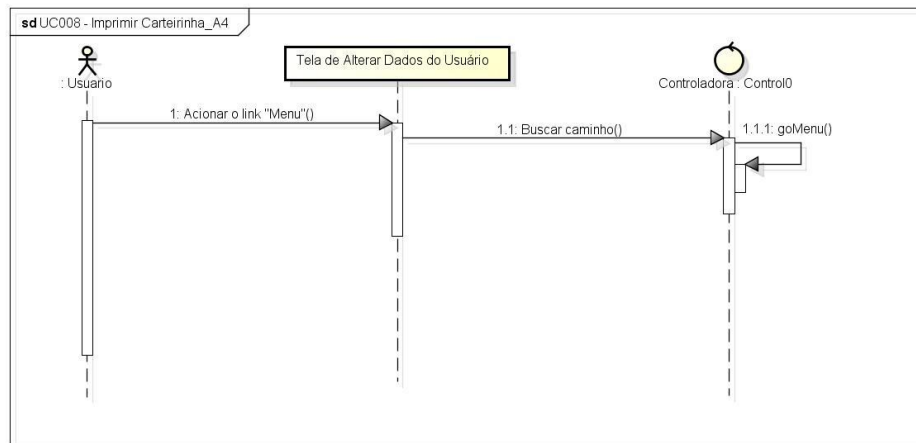 sd UC008 - Imprimir Carteirinha_A4
: Usuario
Tela de Alterar Dados do Usuário
Controladora : Control0
1: Acionar o link "Menu"()
1.1: Buscar caminho()
1.1.1: goMenu()